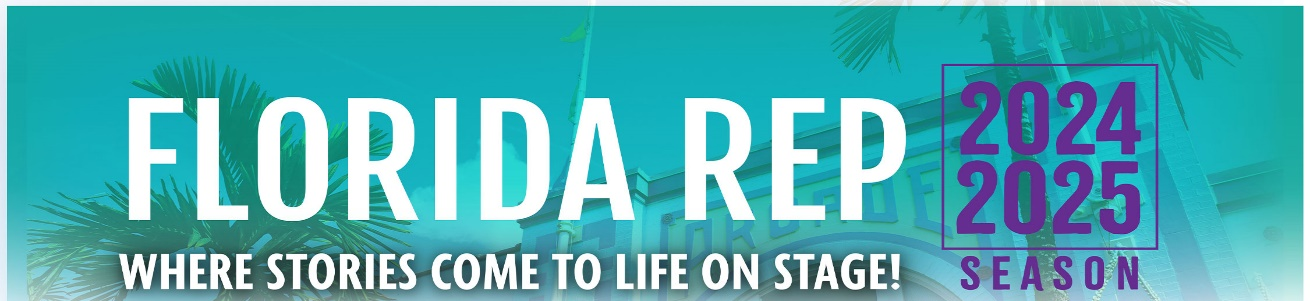 FLORIDA REP
WHERE STORIES COME TO LIFE ON STAGE!
2024
2025
SEASON